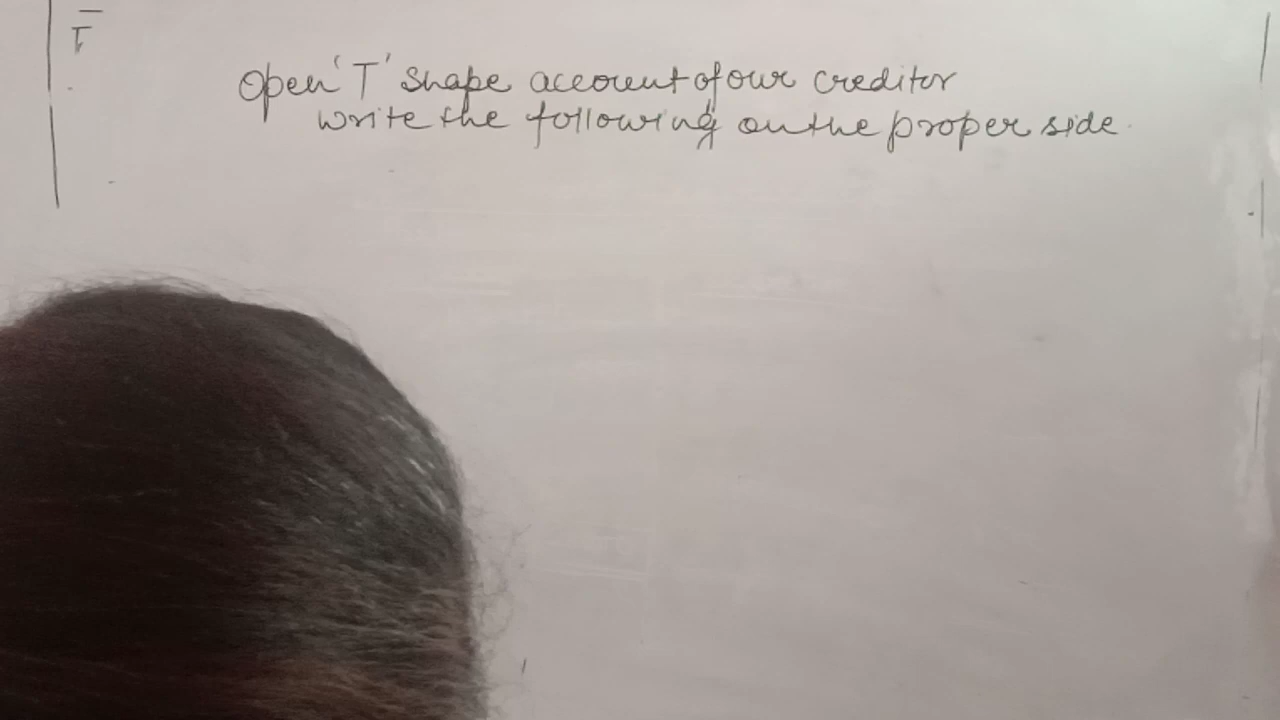 Open 'T' shape account of our creditor
write the following on the proper side.